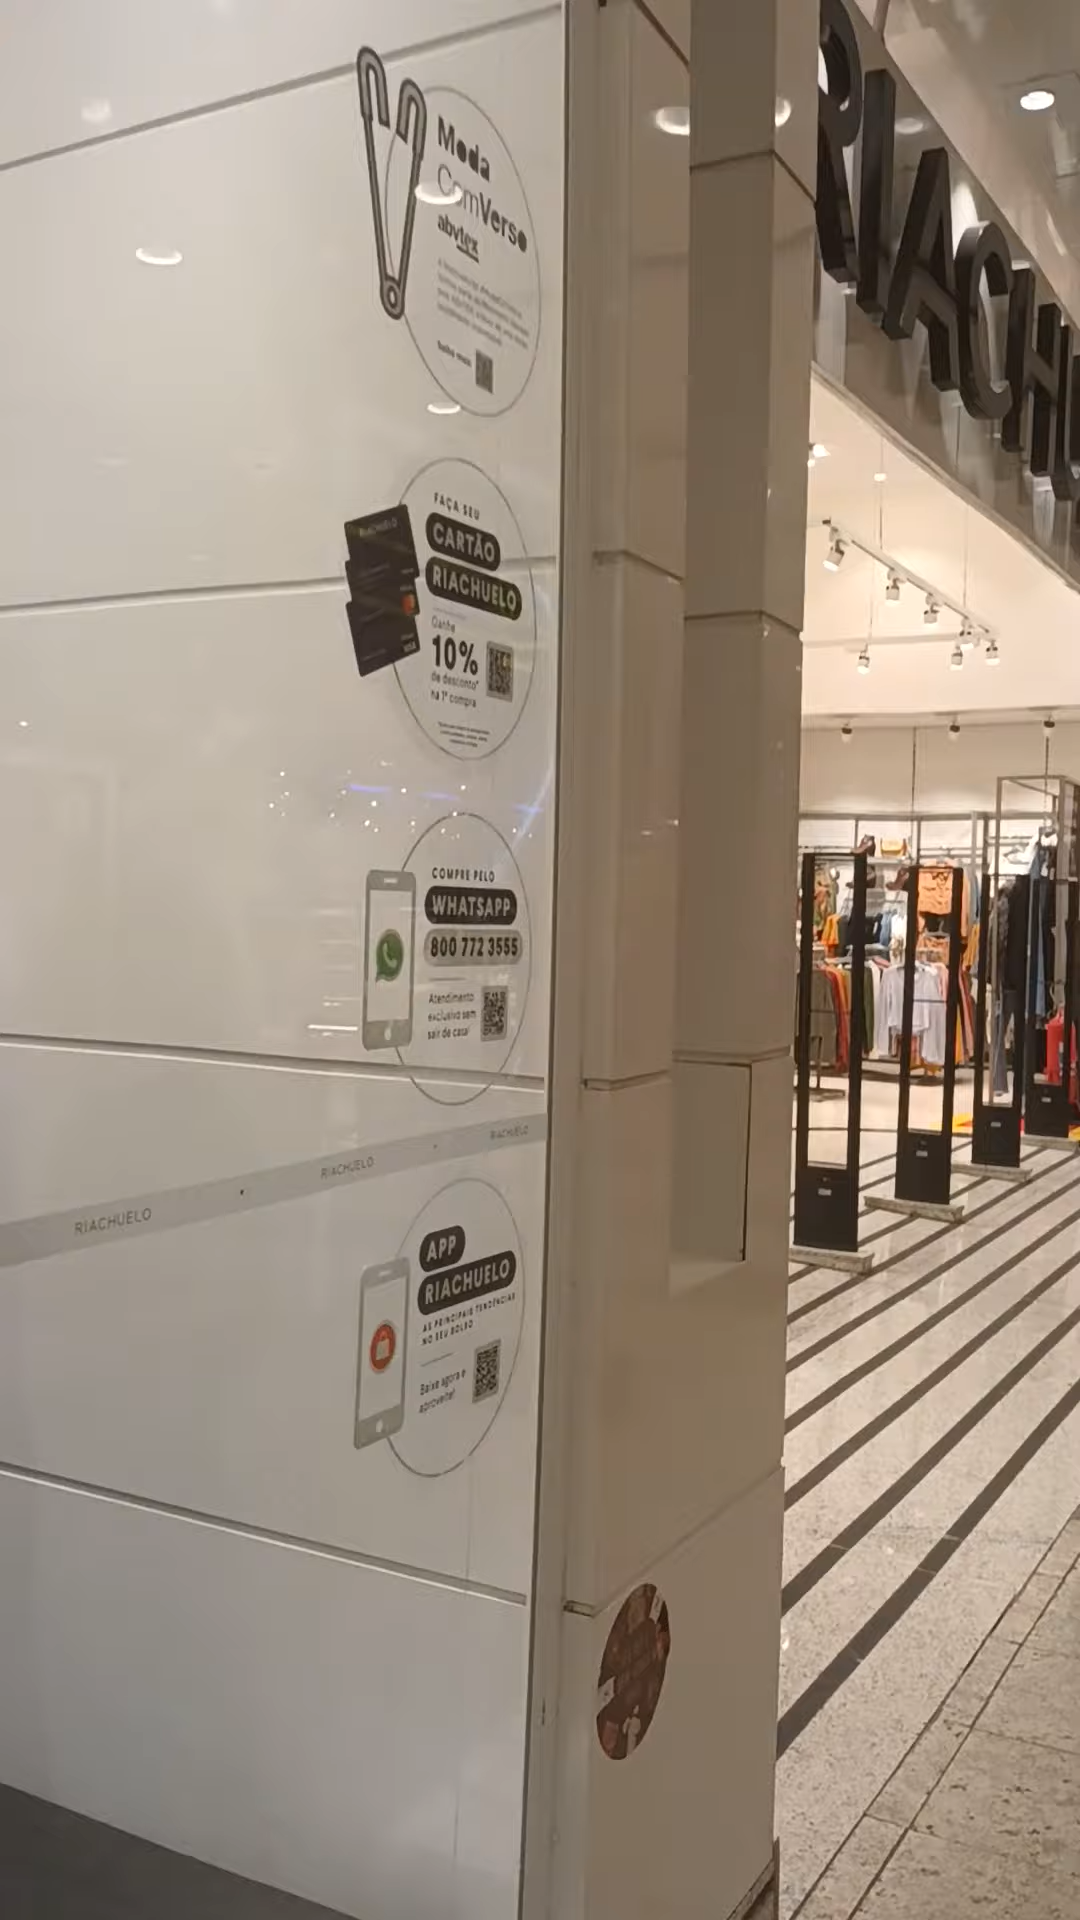 Moda
ComVerso
abvtex
Saiba mais
RIACHUELO
FAÇA SEU
CARTÃO
RIACHUELO
Ganhe
10%
de desconto*
na 1ª compra
VISA
COMPRE PELO
WHATSAPP
800 772 3555
Atendimento
exclusivo sem
sair de casa!
RIACHUELO
RIACHUELO
RIACHUELO
APP
RIACHUELO
AS PRINCIPAIS TENDÊNCIAS
NO SEU BOLSO
Baixe agora e
aproveite!
RIACH